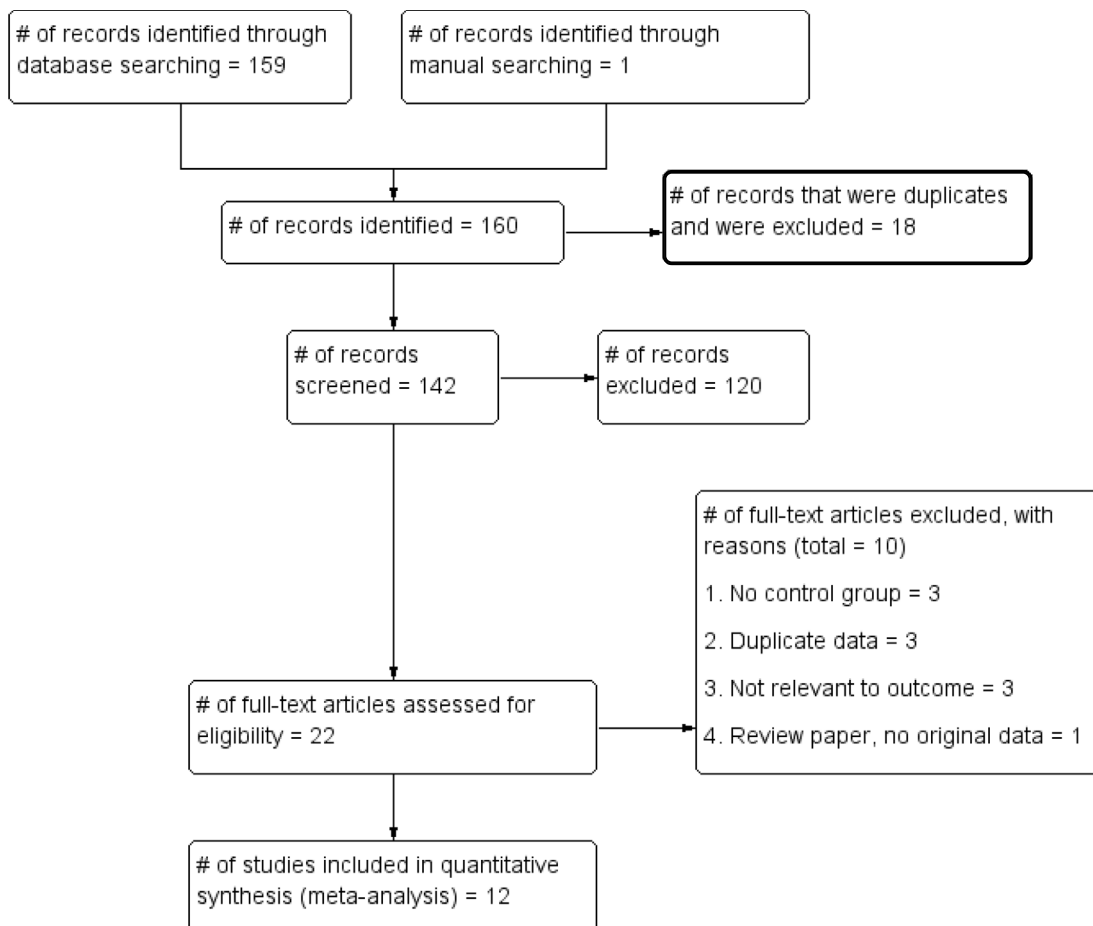 # of records identified through
database searching = 159
# of records identified through
manual searching = 1
# of records identified = 160
# of records that were duplicates
and were excluded = 18
# of records
screened = 142
# of records
excluded = 120
# of full-text articles excluded, with
reasons (total = 10)
1. No control group = 3
2. Duplicate data = 3
3. Not relevant to outcome = 3
4. Review paper, no original data = 1
# of full-text articles assessed for
eligibility = 22
# of studies included in quantitative
synthesis (meta-analysis) = 12